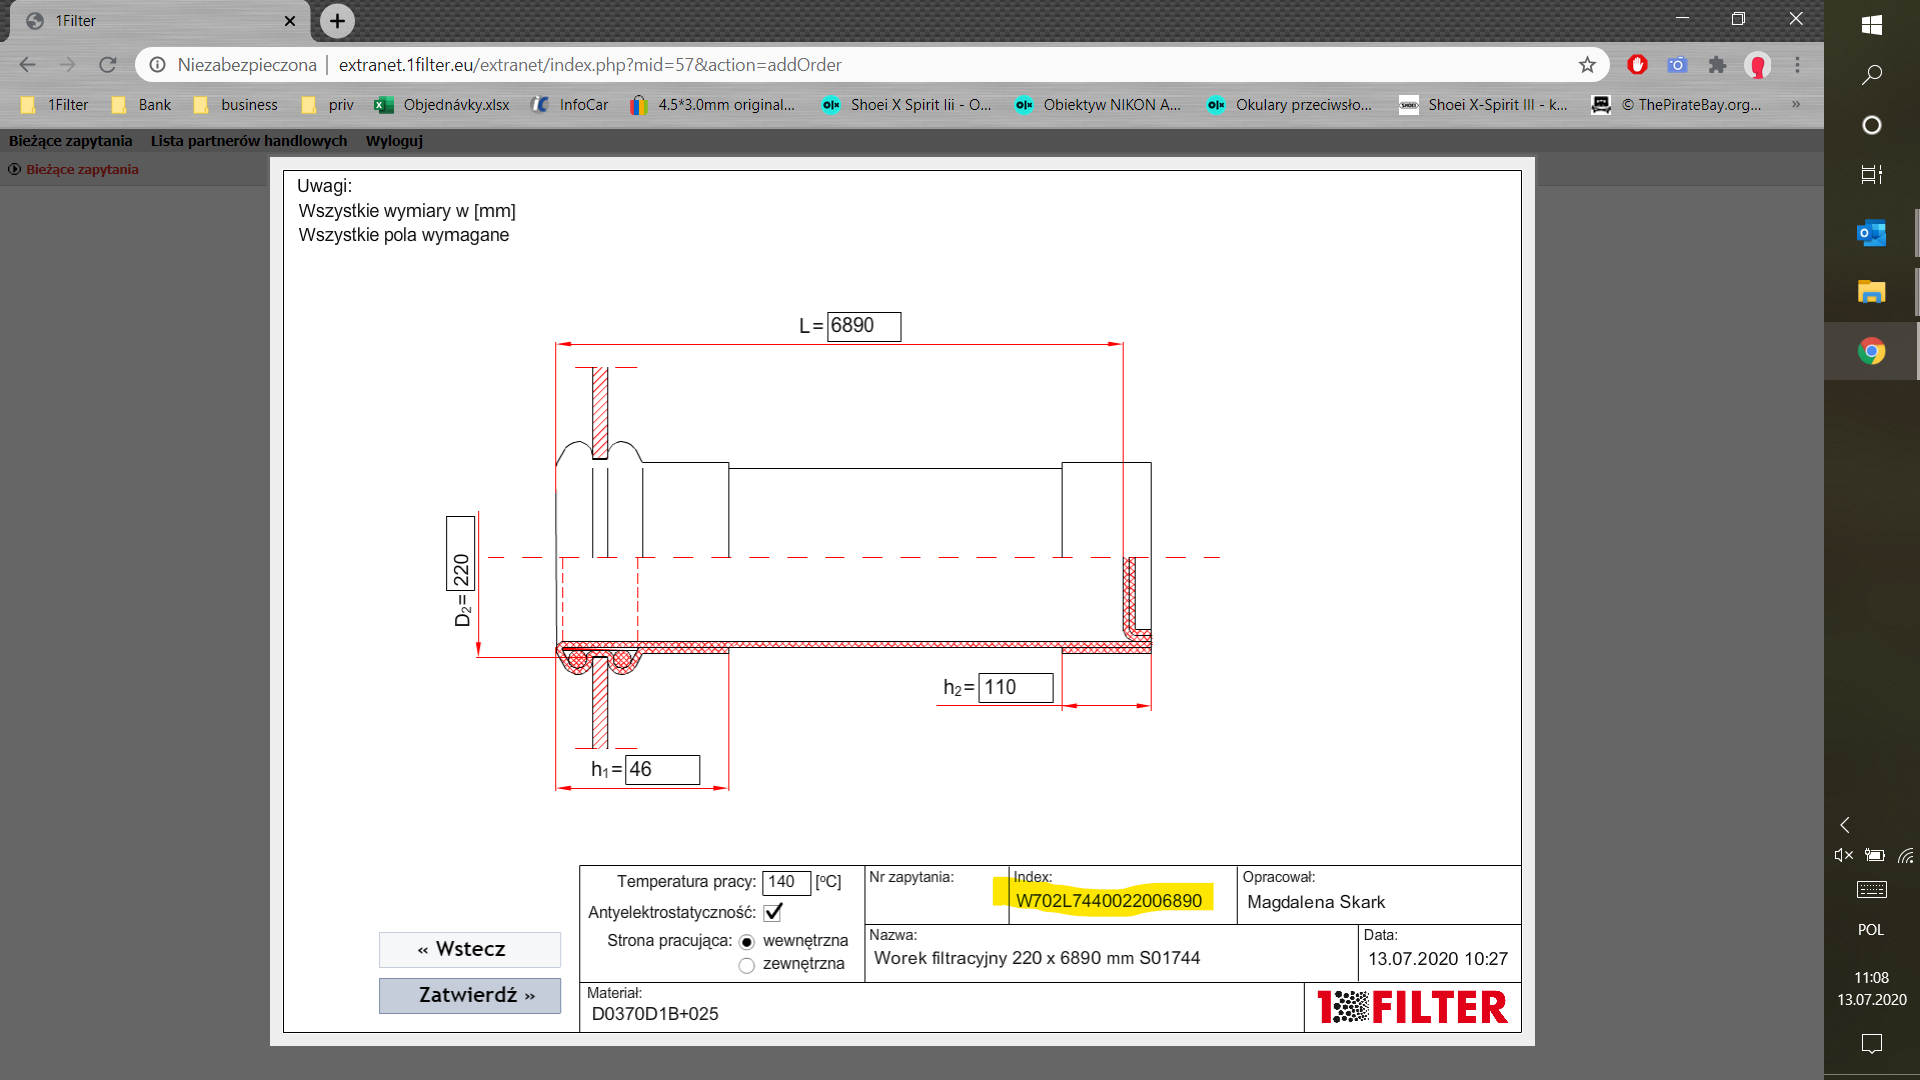 1Filter
Niezabezpieczona extranet.1filter.eu/extranet/index.php?mid=57&action=addOrder
1Filter Bank business priv Objednávky.xlsx InfoCar 4.5*3.0mm original... Shoei X Spirit Iii - O... Obiektyw NIKON A... Okulary przeciwsło... Shoei X-Spirit III - k... © ThePirateBay.org... »
Bieżące zapytania Lista partnerów handlowych Wyloguj
Bieżące zapytania
Uwagi:
Wszystkie wymiary w [mm]
Wszystkie pola wymagane
L= 6890
D2= 220
h2= 110
h1= 46
Temperatura pracy: 140 [ºC]
Antyelektrostatyczność:
Strona pracująca: wewnętrzna
zewnętrzna
Nr zapytania:
Index:
W702L7440022006890
Opracował:
Magdalena Skark
Nazwa:
Worek filtracyjny 220 x 6890 mm S01744
Data:
13.07.2020 10:27
Materiał:
D0370D1B+025
1FILTER
« Wstecz
Zatwierdź »
POL
11:08
13.07.2020